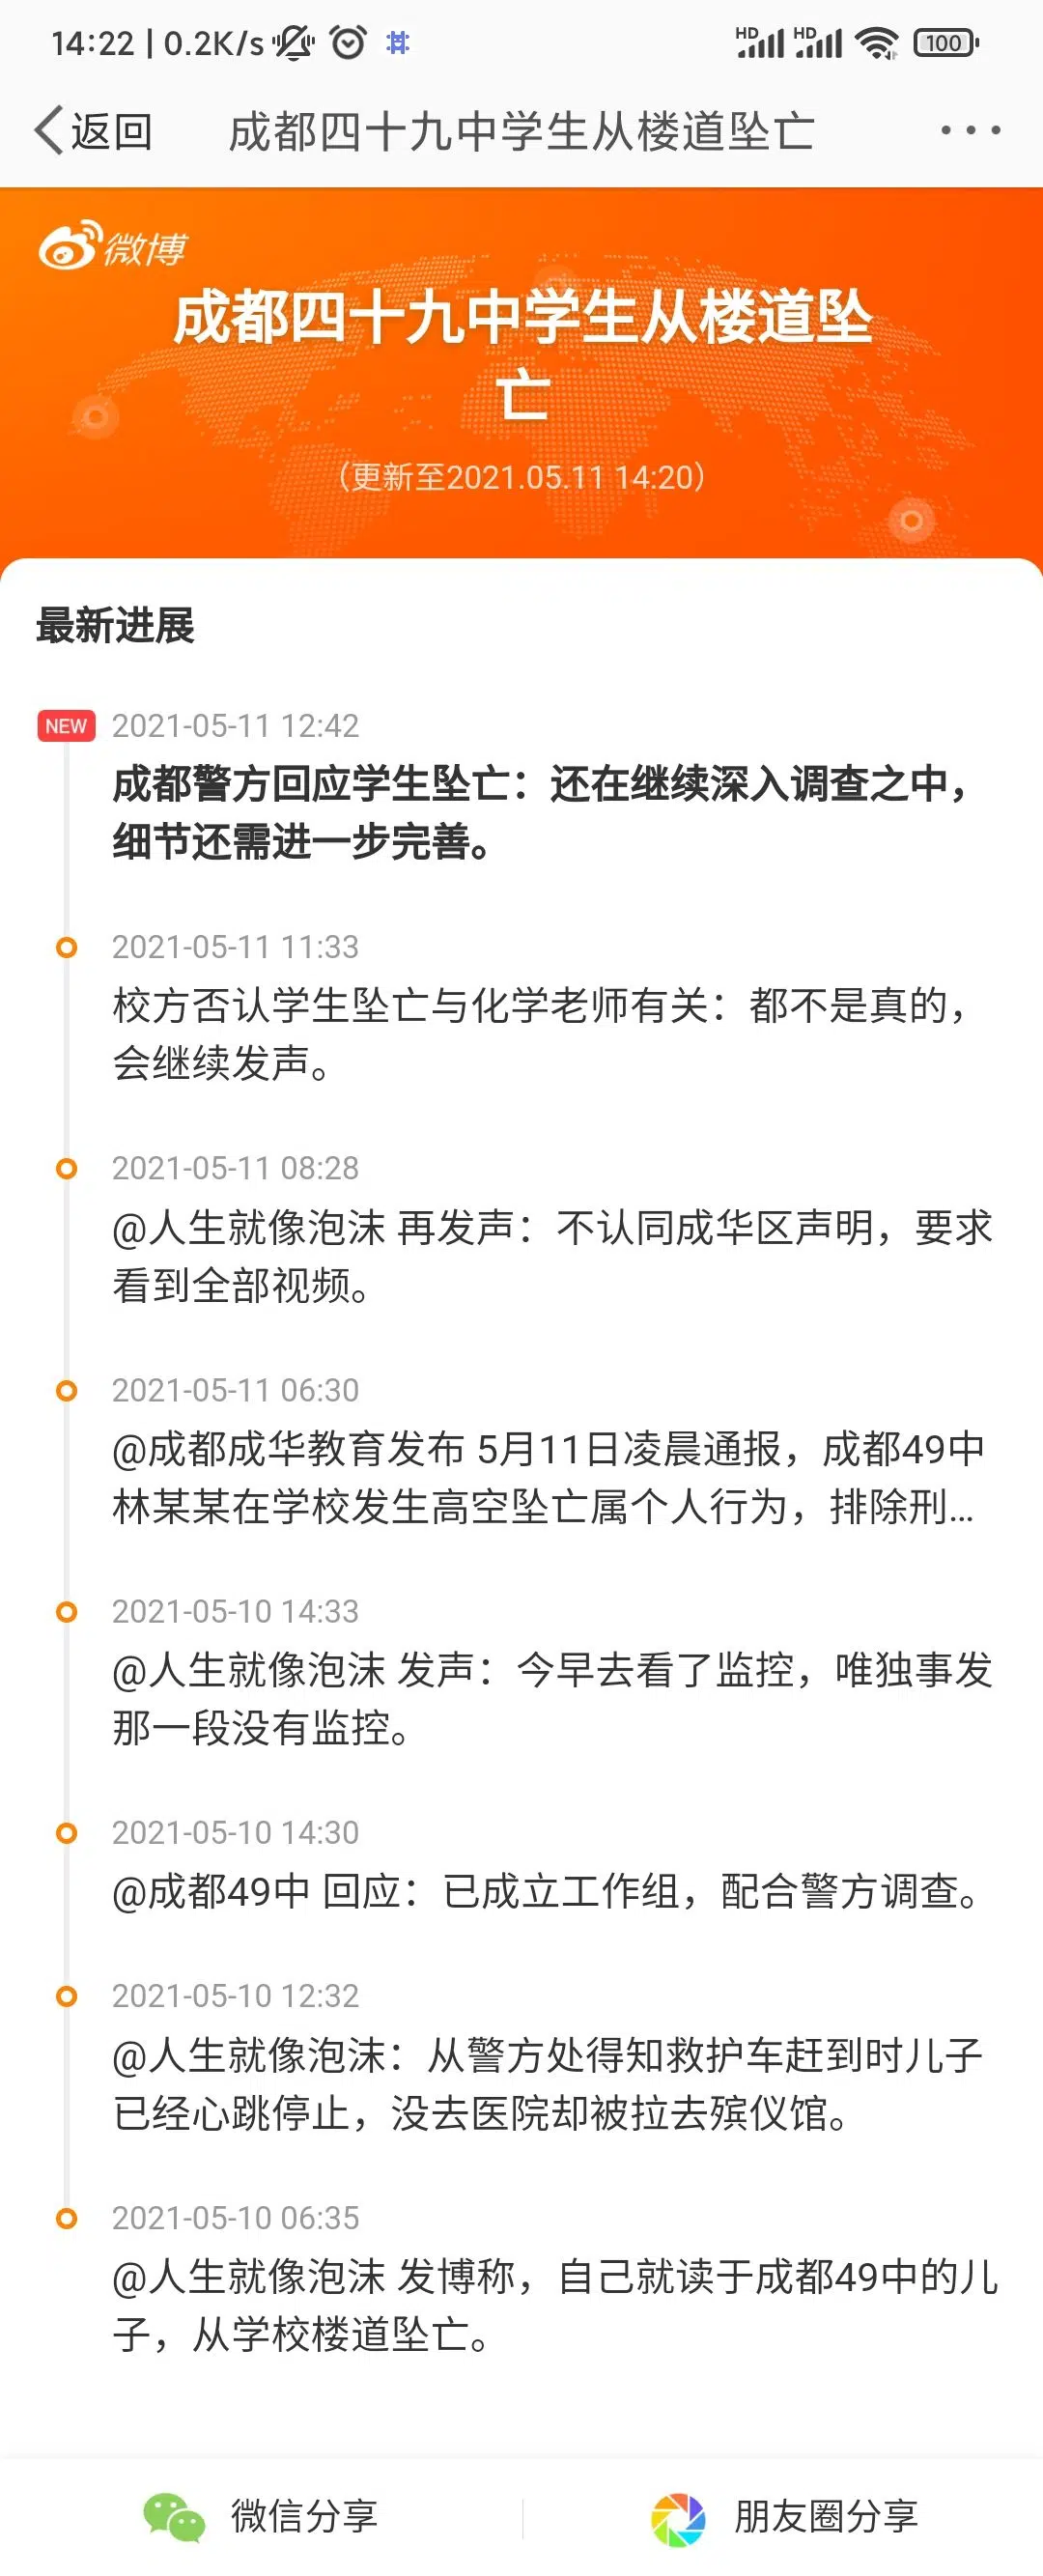 14:22 | 0.2K/s
HD HD 100
返回 成都四十九中学生从楼道坠亡
微博
成都四十九中学生从楼道坠
亡
（更新至2021.05.11 14:20）
最新进展
NEW 2021-05-11 12:42
成都警方回应学生坠亡：还在继续深入调查之中，
细节还需进一步完善。
2021-05-11 11:33
校方否认学生坠亡与化学老师有关：都不是真的，
会继续发声。
2021-05-11 08:28
@人生就像泡沫 再发声：不认同成华区声明，要求
看到全部视频。
2021-05-11 06:30
@成都成华教育发布 5月11日凌晨通报，成都49中
林某某在学校发生高空坠亡属个人行为，排除刑...
2021-05-10 14:33
@人生就像泡沫 发声：今早去看了监控，唯独事发
那一段没有监控。
2021-05-10 14:30
@成都49中 回应：已成立工作组，配合警方调查。
2021-05-10 12:32
@人生就像泡沫：从警方处得知救护车赶到时儿子
已经心跳停止，没去医院却被拉去殡仪馆。
2021-05-10 06:35
@人生就像泡沫 发博称，自己就读于成都49中的儿
子，从学校楼道坠亡。
微信分享 朋友圈分享